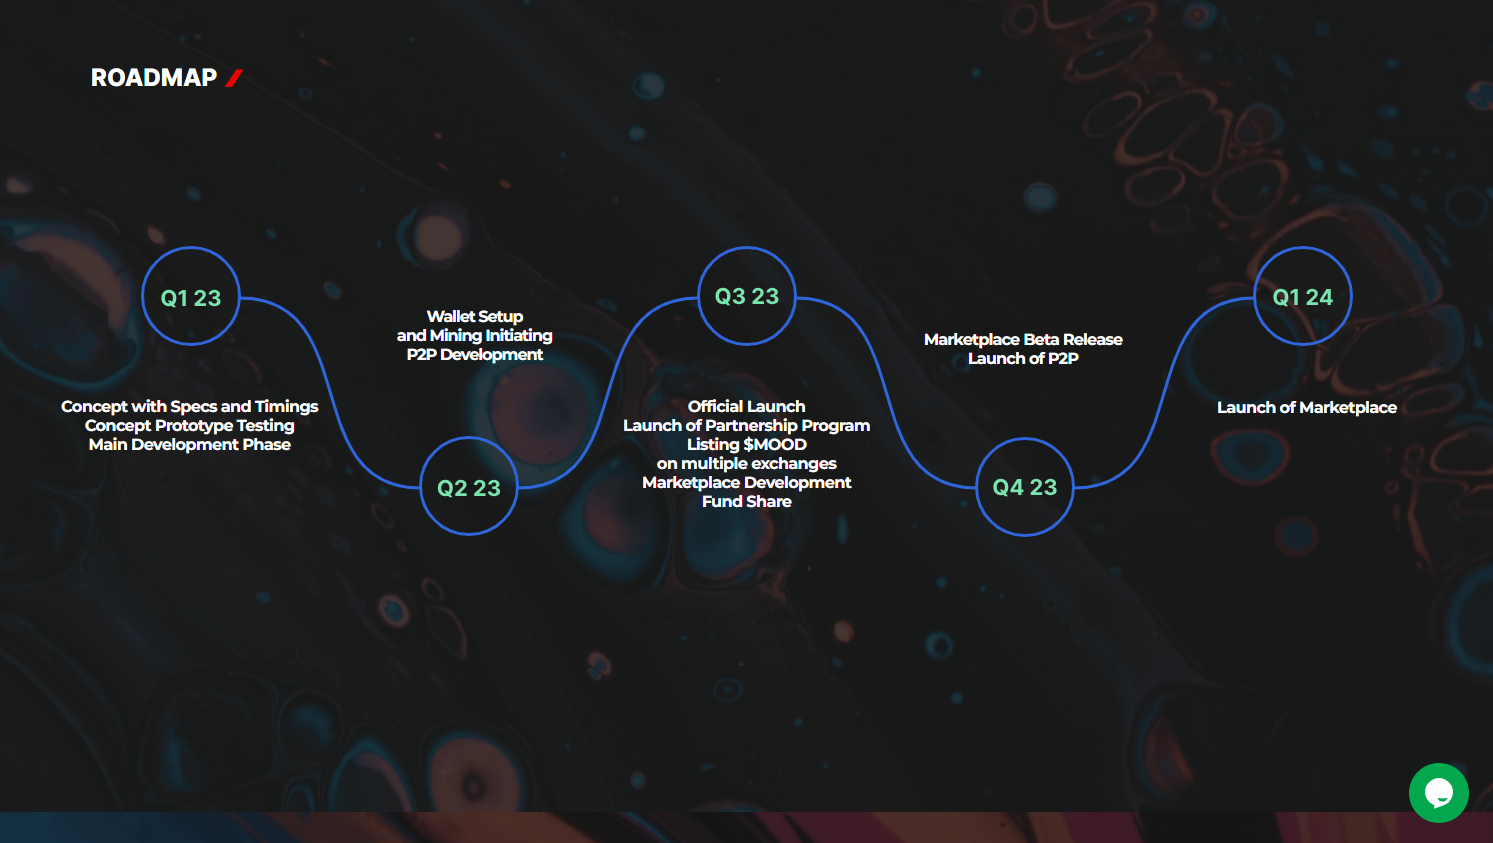 ROADMAP
Q1 23
Concept with Specs and Timings
Concept Prototype Testing
Main Development Phase
Wallet Setup
and Mining Initiating
P2P Development
Q2 23
Q3 23
Official Launch
Launch of Partnership Program
Listing $MOOD
on multiple exchanges
Marketplace Development
Fund Share
Marketplace Beta Release
Launch of P2P
Q4 23
Q1 24
Launch of Marketplace